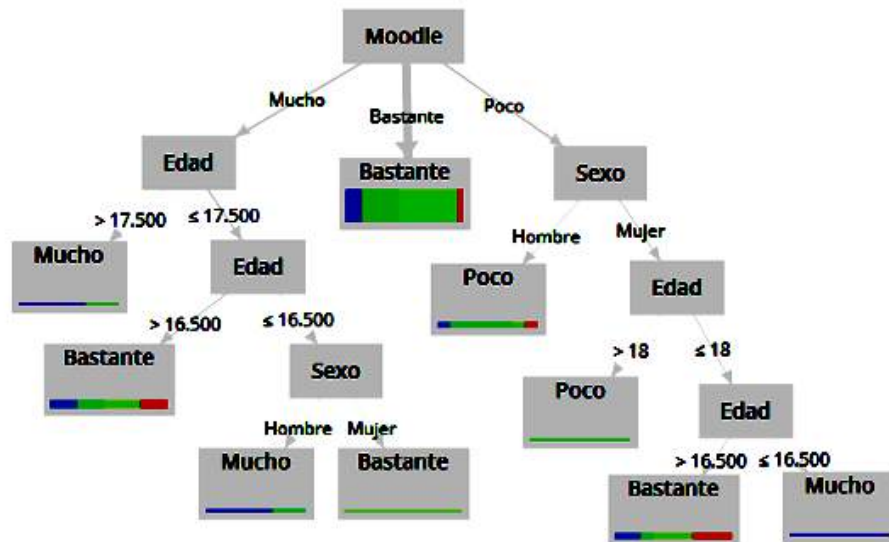 Moodle
Mucho
Bastante
Poco
Edad
Bastante
Sexo
> 17.500
≤ 17.500
Hombre
Mujer
Mucho
Edad
Poco
Edad
> 16.500
≤ 16.500
> 18
≤ 18
Bastante
Sexo
Poco
Edad
Hombre
Mujer
> 16.500
≤ 16.500
Mucho
Bastante
Bastante
Mucho